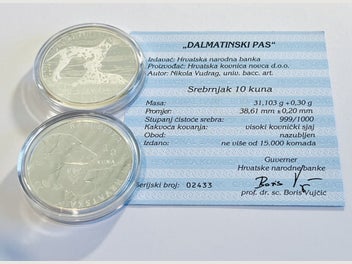 „DALMATINSKI PAS"
Izdavač: Hrvatska narodna banka
Proizvođač: Hrvatska kovnica novca d.o.o.
Autor: Nikola Vudrag, univ. bacc. art.
Srebrnjak 10 kuna
Masa: 31,103 g +0,30 g
Promjer: 38,61 mm ±0,20 mm
Stupanj čistoće srebra: 999/1000
Kakvoća kovanja: visoki kovnički sjaj
Obod: nazubljen
Izdano: ne više od 15.000 komada
Guverner
Hrvatske narodne banke
serijski broj: 02433
prof. dr. sc. Boris Vujčić
KUNA
HRVATSKA